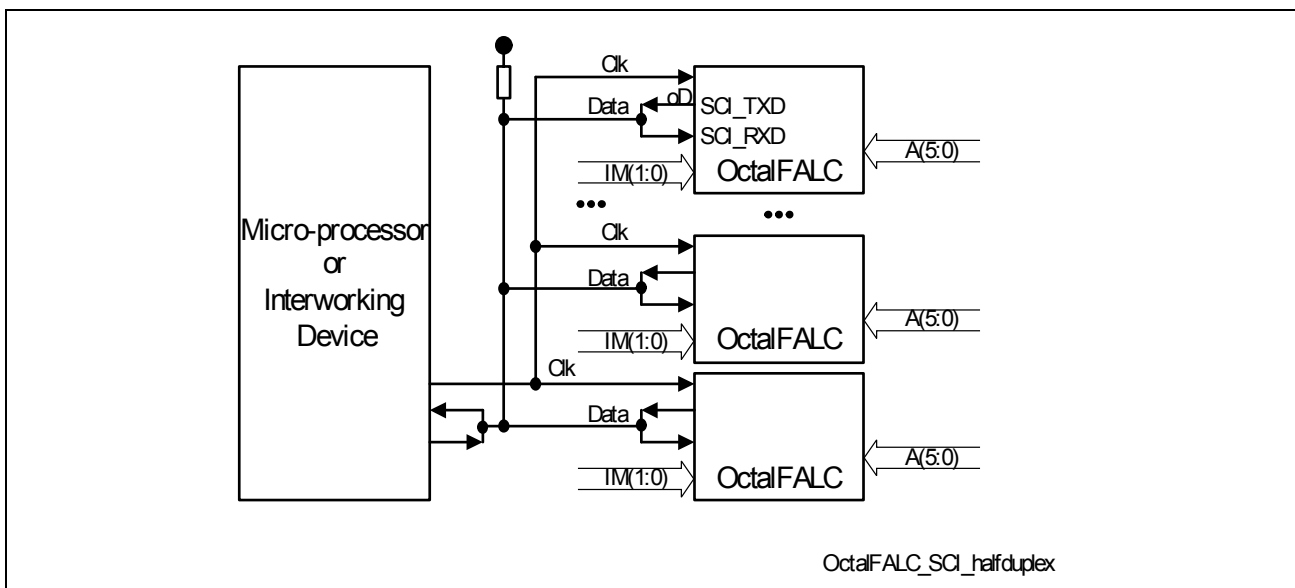 Clk
oD
Data
SCI_TXD
SCI_RXD
A(5:0)
IM(1:0)
OctalFALC
•••
•••
Micro-processor
or
Interworking
Device
Clk
Data
A(5:0)
IM(1:0)
OctalFALC
Clk
Data
A(5:0)
IM(1:0)
OctalFALC
OctalFALC_SCI_halfduplex